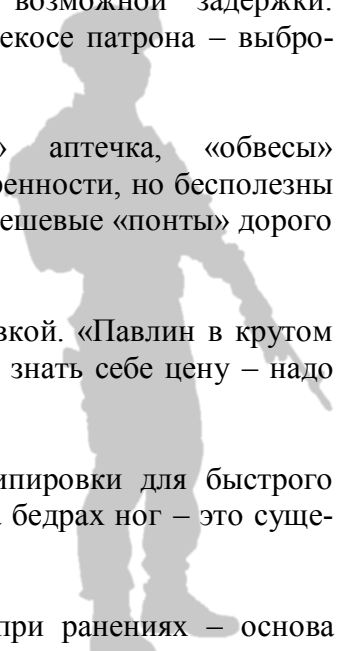 возможной задержки.
екосе патрона – выбро-
» аптечка, «обвесы»
ренности, но бесполезны
ешевые «понты» дорого
вкой. «Павлин в крутом
знать себе цену – надо
ипировки для быстрого
бедрах ног – это суще-
при ранениях – основа